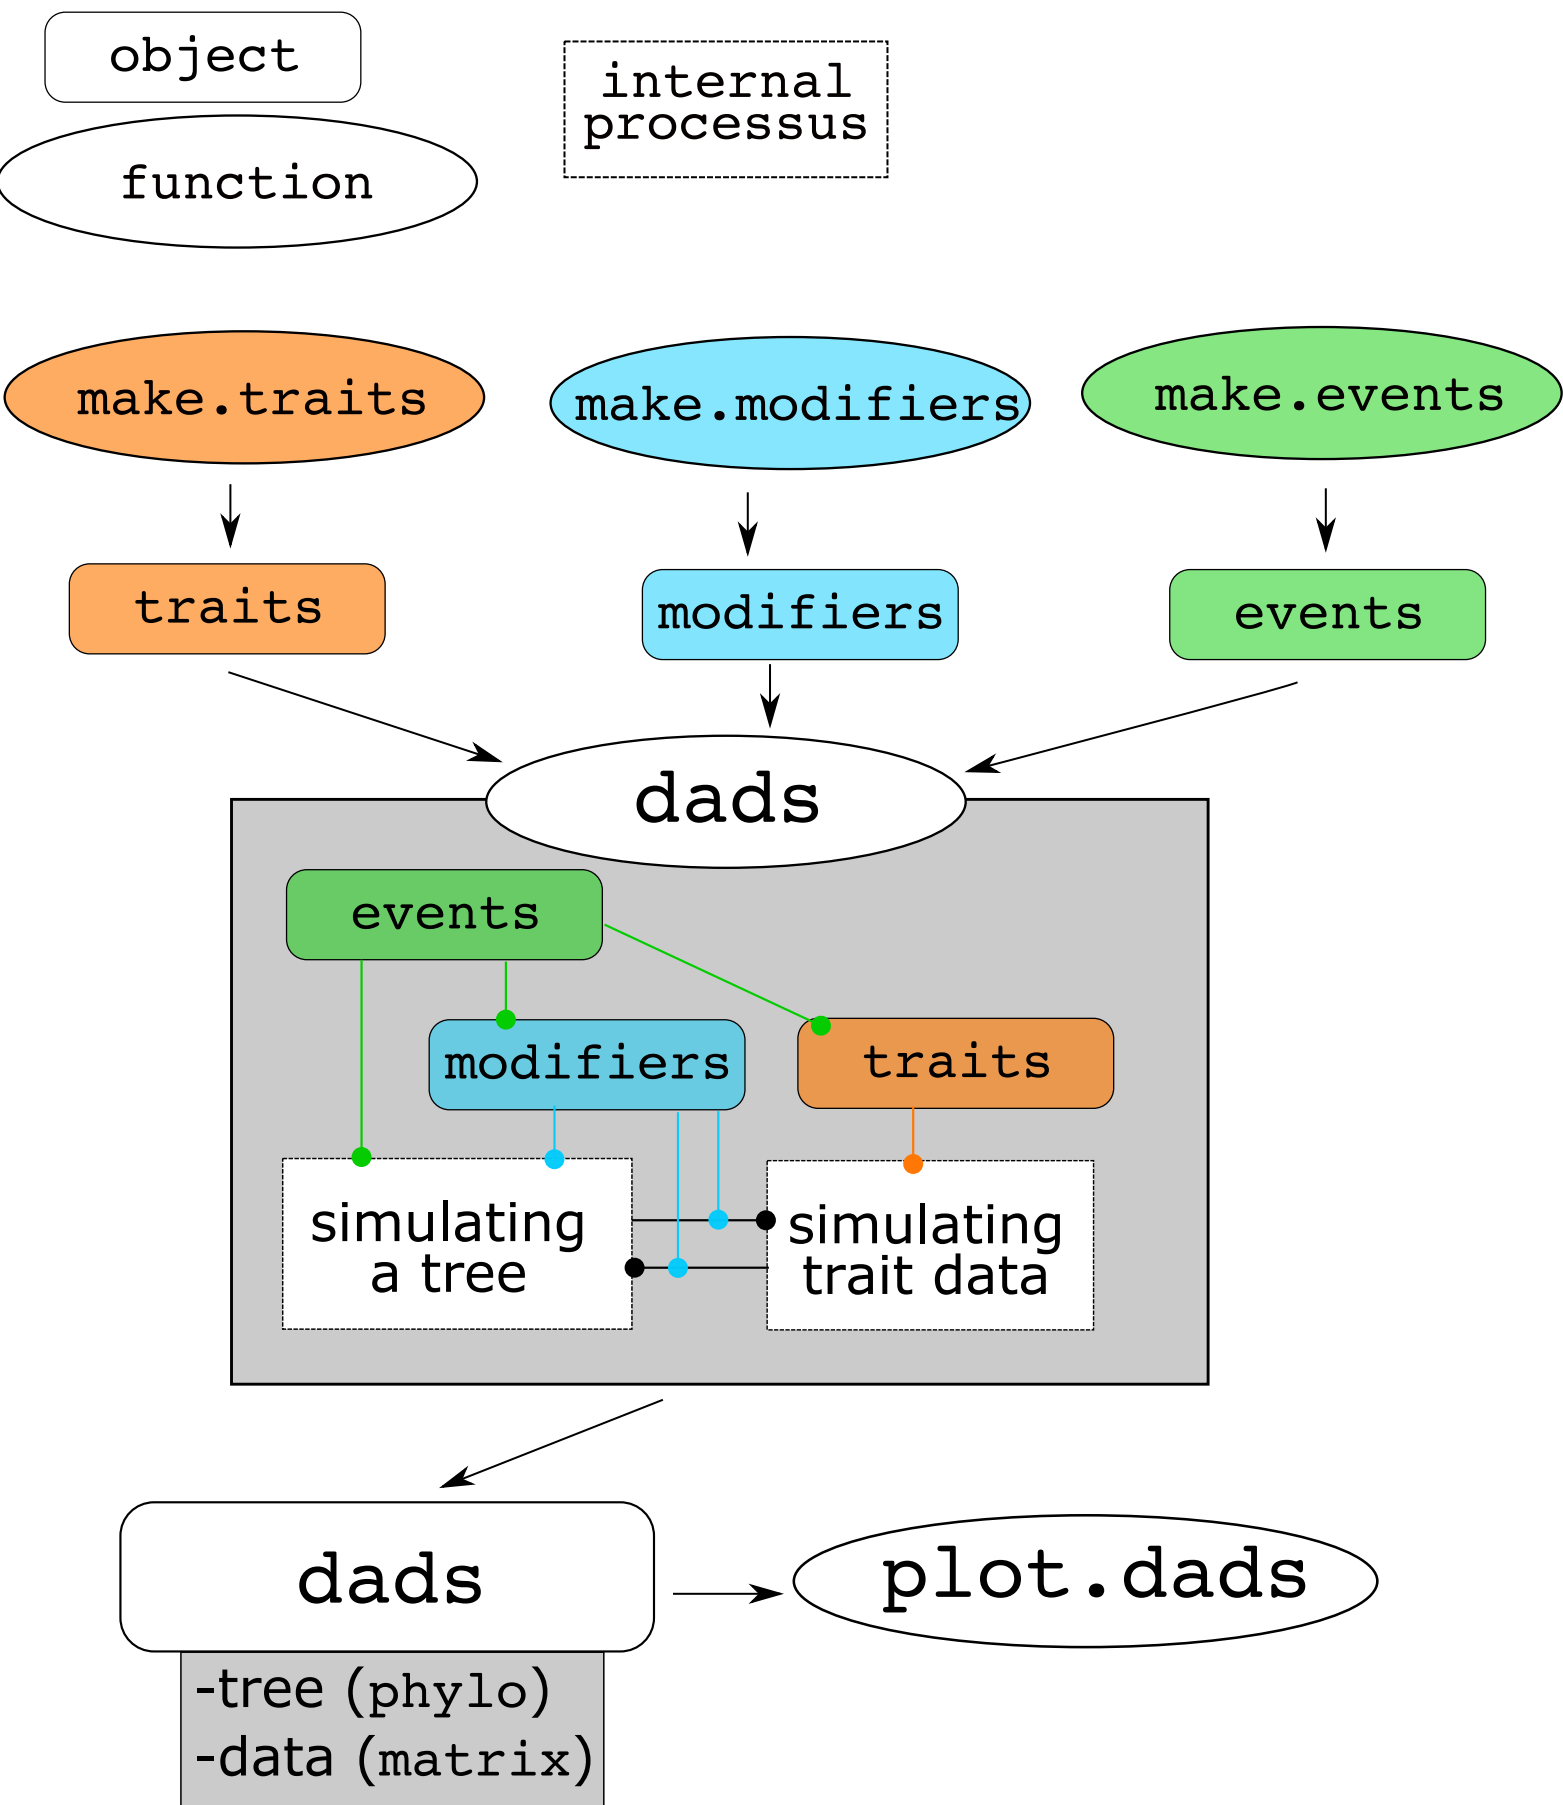 object
internal
processus
function
make.traits
make.modifiers
make.events
traits
modifiers
events
dads
events
modifiers
traits
simulating
a tree
simulating
trait data
dads
plot.dads
-tree (phylo)
-data (matrix)